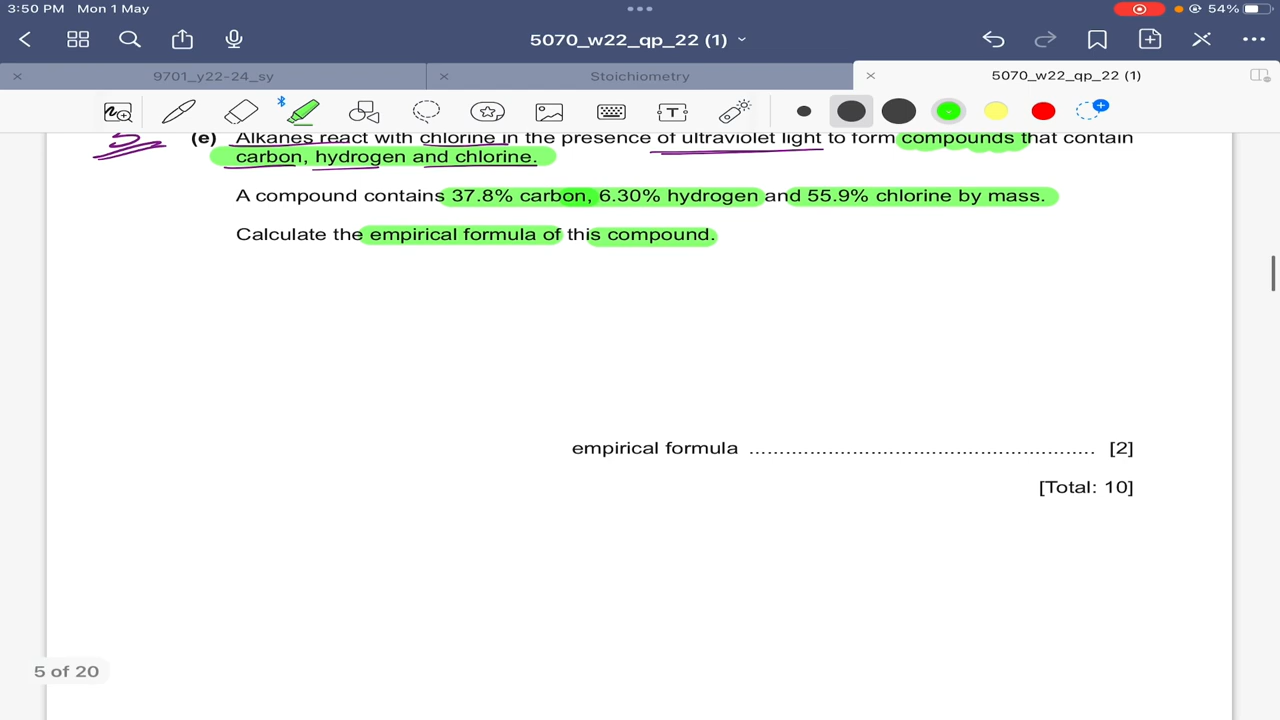 3:50 PM Mon 1 May
54%
5070_w22_qp_22 (1)
9701_y22-24_sy
Stoichiometry
5070_w22_qp_22 (1)
(e) Alkanes react with chlorine in the presence of ultraviolet light to form compounds that contain
carbon, hydrogen and chlorine.
A compound contains 37.8% carbon, 6.30% hydrogen and 55.9% chlorine by mass.
Calculate the empirical formula of this compound.
empirical formula ........................................................ [2]
[Total: 10]
5 of 20